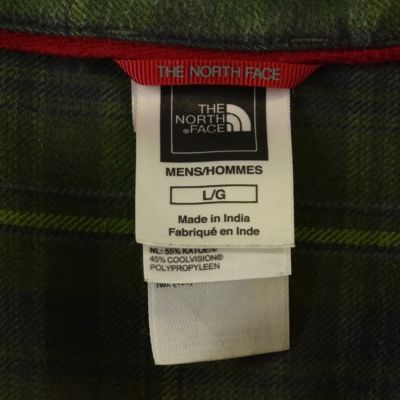 THE NORTH FACE
THE
NORTH
FACE
MENS/HOMMES
L/G
Made in India
Fabriqué en Inde
NL: 55% KATOEN
45% COOLVISION®
POLYPROPYLEEN